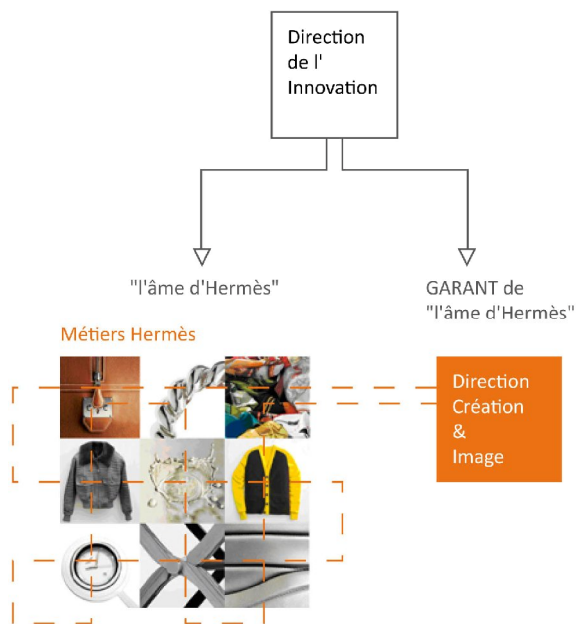 Direction
de l'
Innovation
"l'âme d'Hermès"
GARANT de
"l'âme d'Hermès"
Métiers Hermès
Direction
Création
&
Image